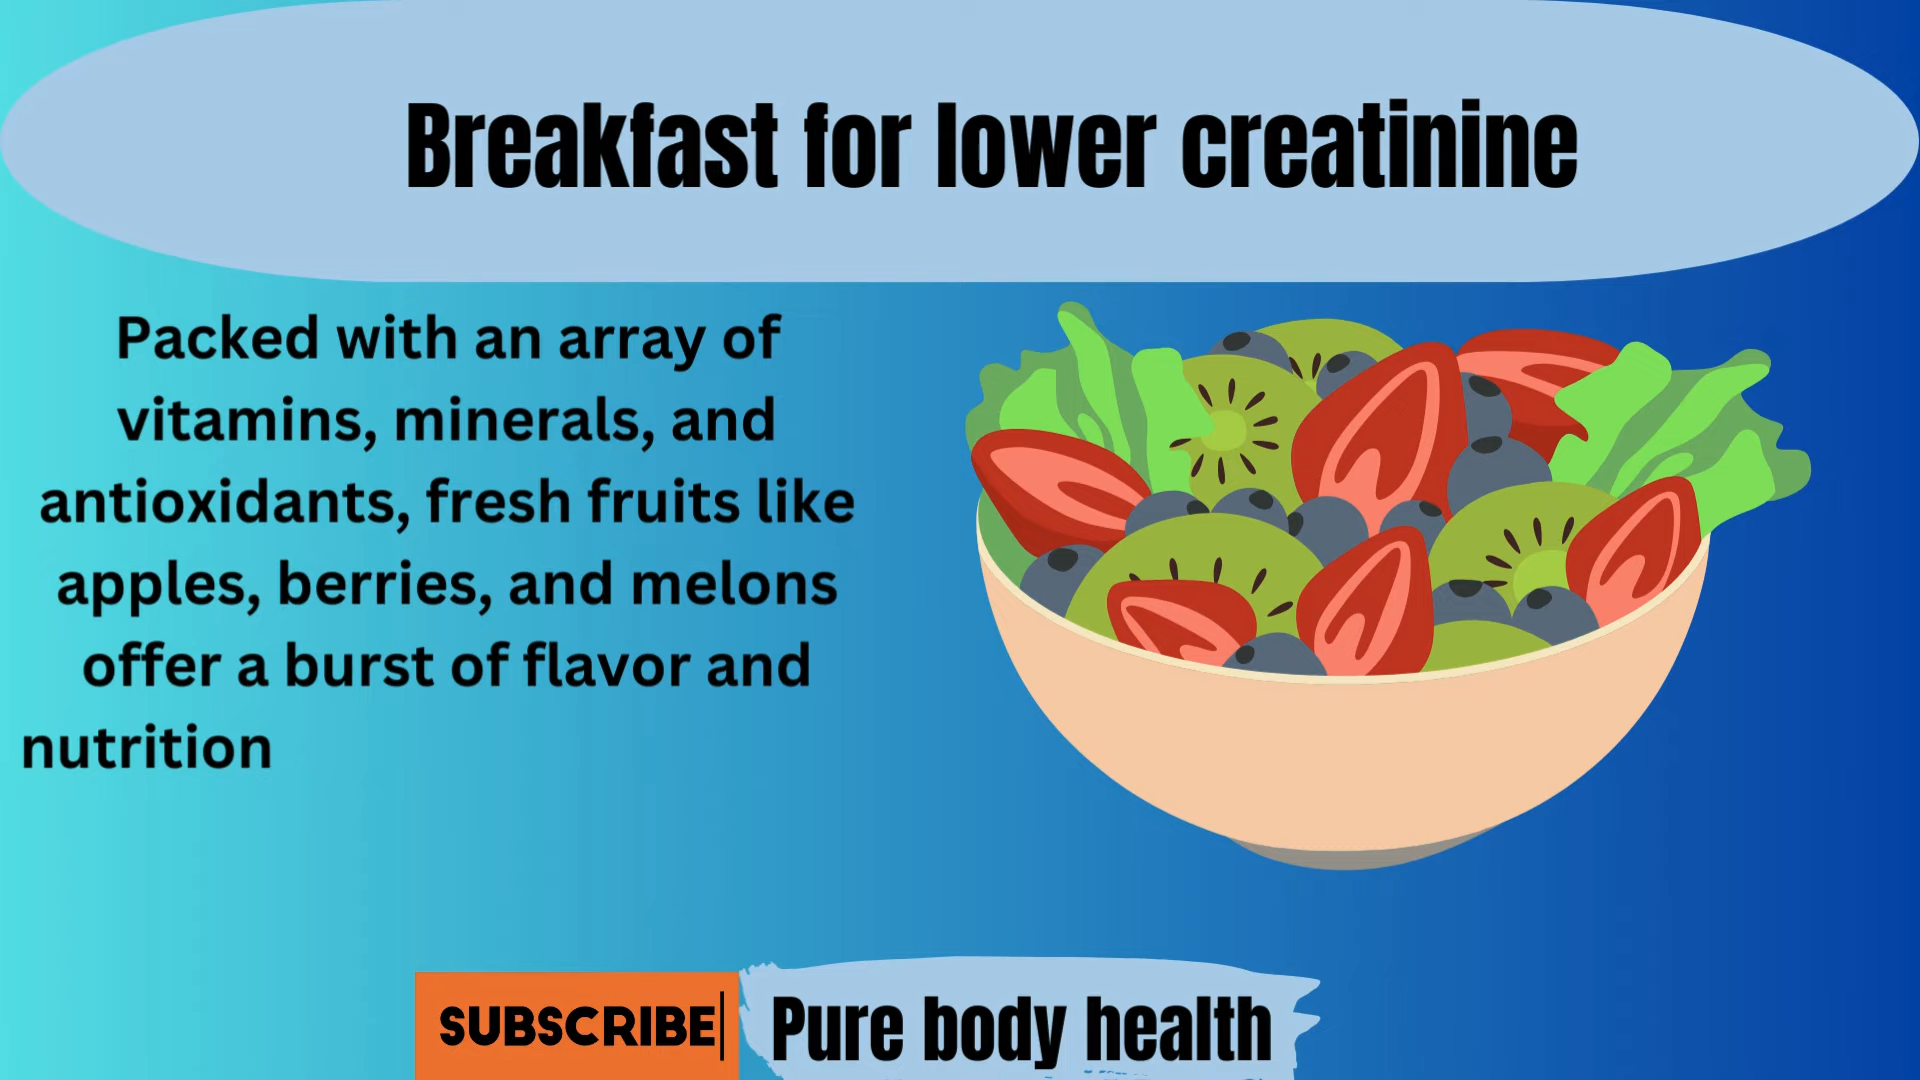 Breakfast for lower creatinine
Packed with an array of
vitamins, minerals, and
antioxidants, fresh fruits like
apples, berries, and melons
offer a burst of flavor and
nutrition
SUBSCRIBE
Pure body health